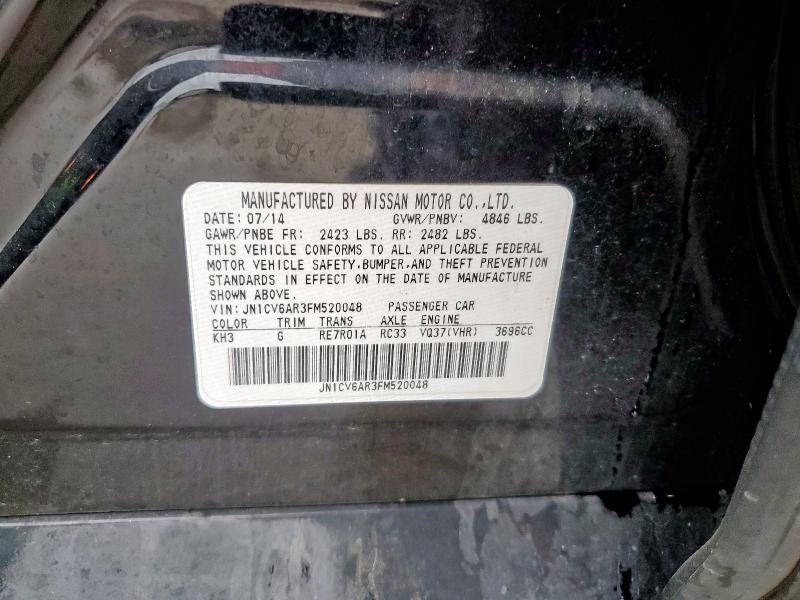 MANUFACTURED BY NISSAN MOTOR CO.,LTD.
DATE: 07/14 GVWR/PNBV: 4846 LBS.
GAWR/PNBE FR: 2423 LBS. RR: 2482 LBS.
THIS VEHICLE CONFORMS TO ALL APPLICABLE FEDERAL
MOTOR VEHICLE SAFETY,BUMPER,AND THEFT PREVENTION
STANDARDS IN EFFECT ON THE DATE OF MANUFACTURE
SHOWN ABOVE.
VIN: JN1CV6AR3FM520048 PASSENGER CAR
COLOR TRIM TRANS AXLE ENGINE
KH3 G RE7R01A RC33 VQ37(VHR) 3696CC
JN1CV6AR3FM520048